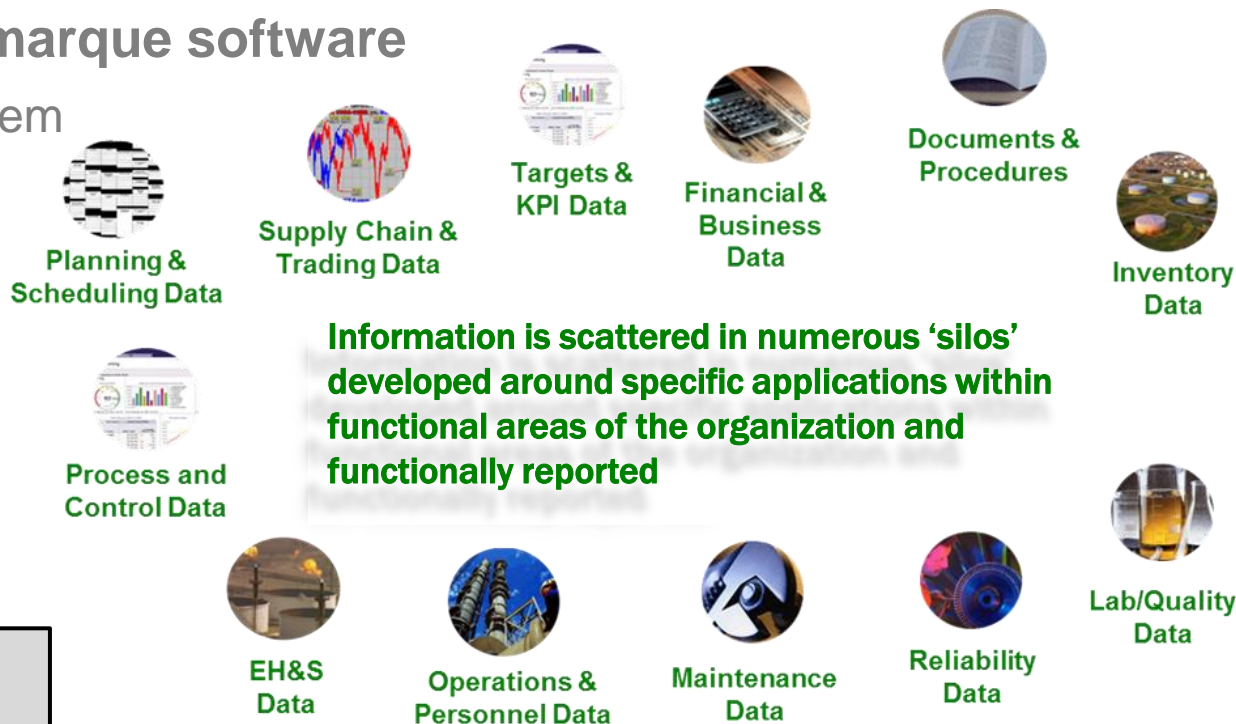 marque software
em
Targets &
KPI Data
Financial &
Business
Data
Documents &
Procedures
Supply Chain &
Trading Data
Planning &
Scheduling Data
Inventory
Data
Information is scattered in numerous ‘silos’
developed around specific applications within
functional areas of the organization and
functionally reported
Process and
Control Data
Lab/Quality
Data
EH&S
Data
Operations &
Personnel Data
Maintenance
Data
Reliability
Data